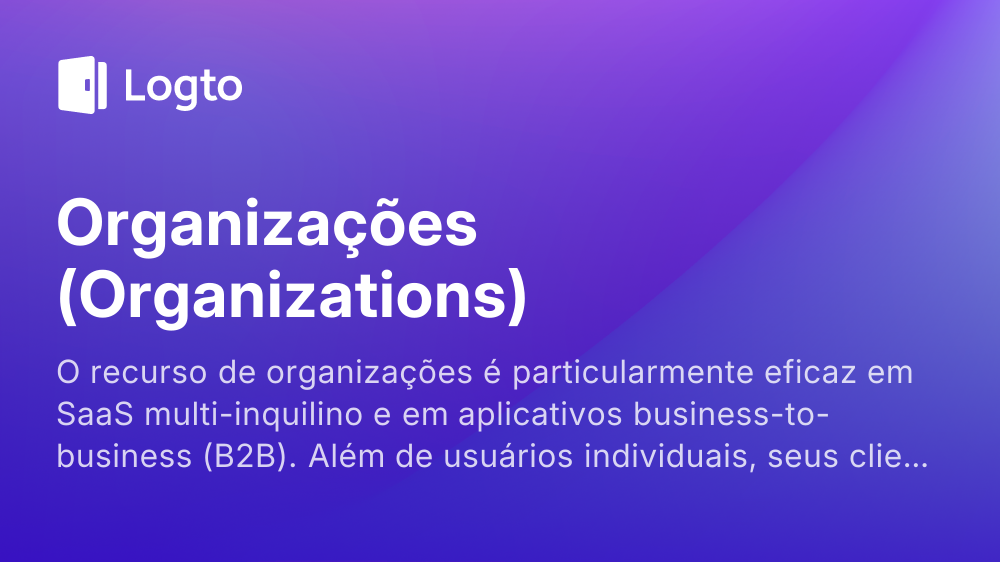 Logto
Organizações
(Organizations)
O recurso de organizações é particularmente eficaz em
SaaS multi-inquilino e em aplicativos business-to-
business (B2B). Além de usuários individuais, seus clie...